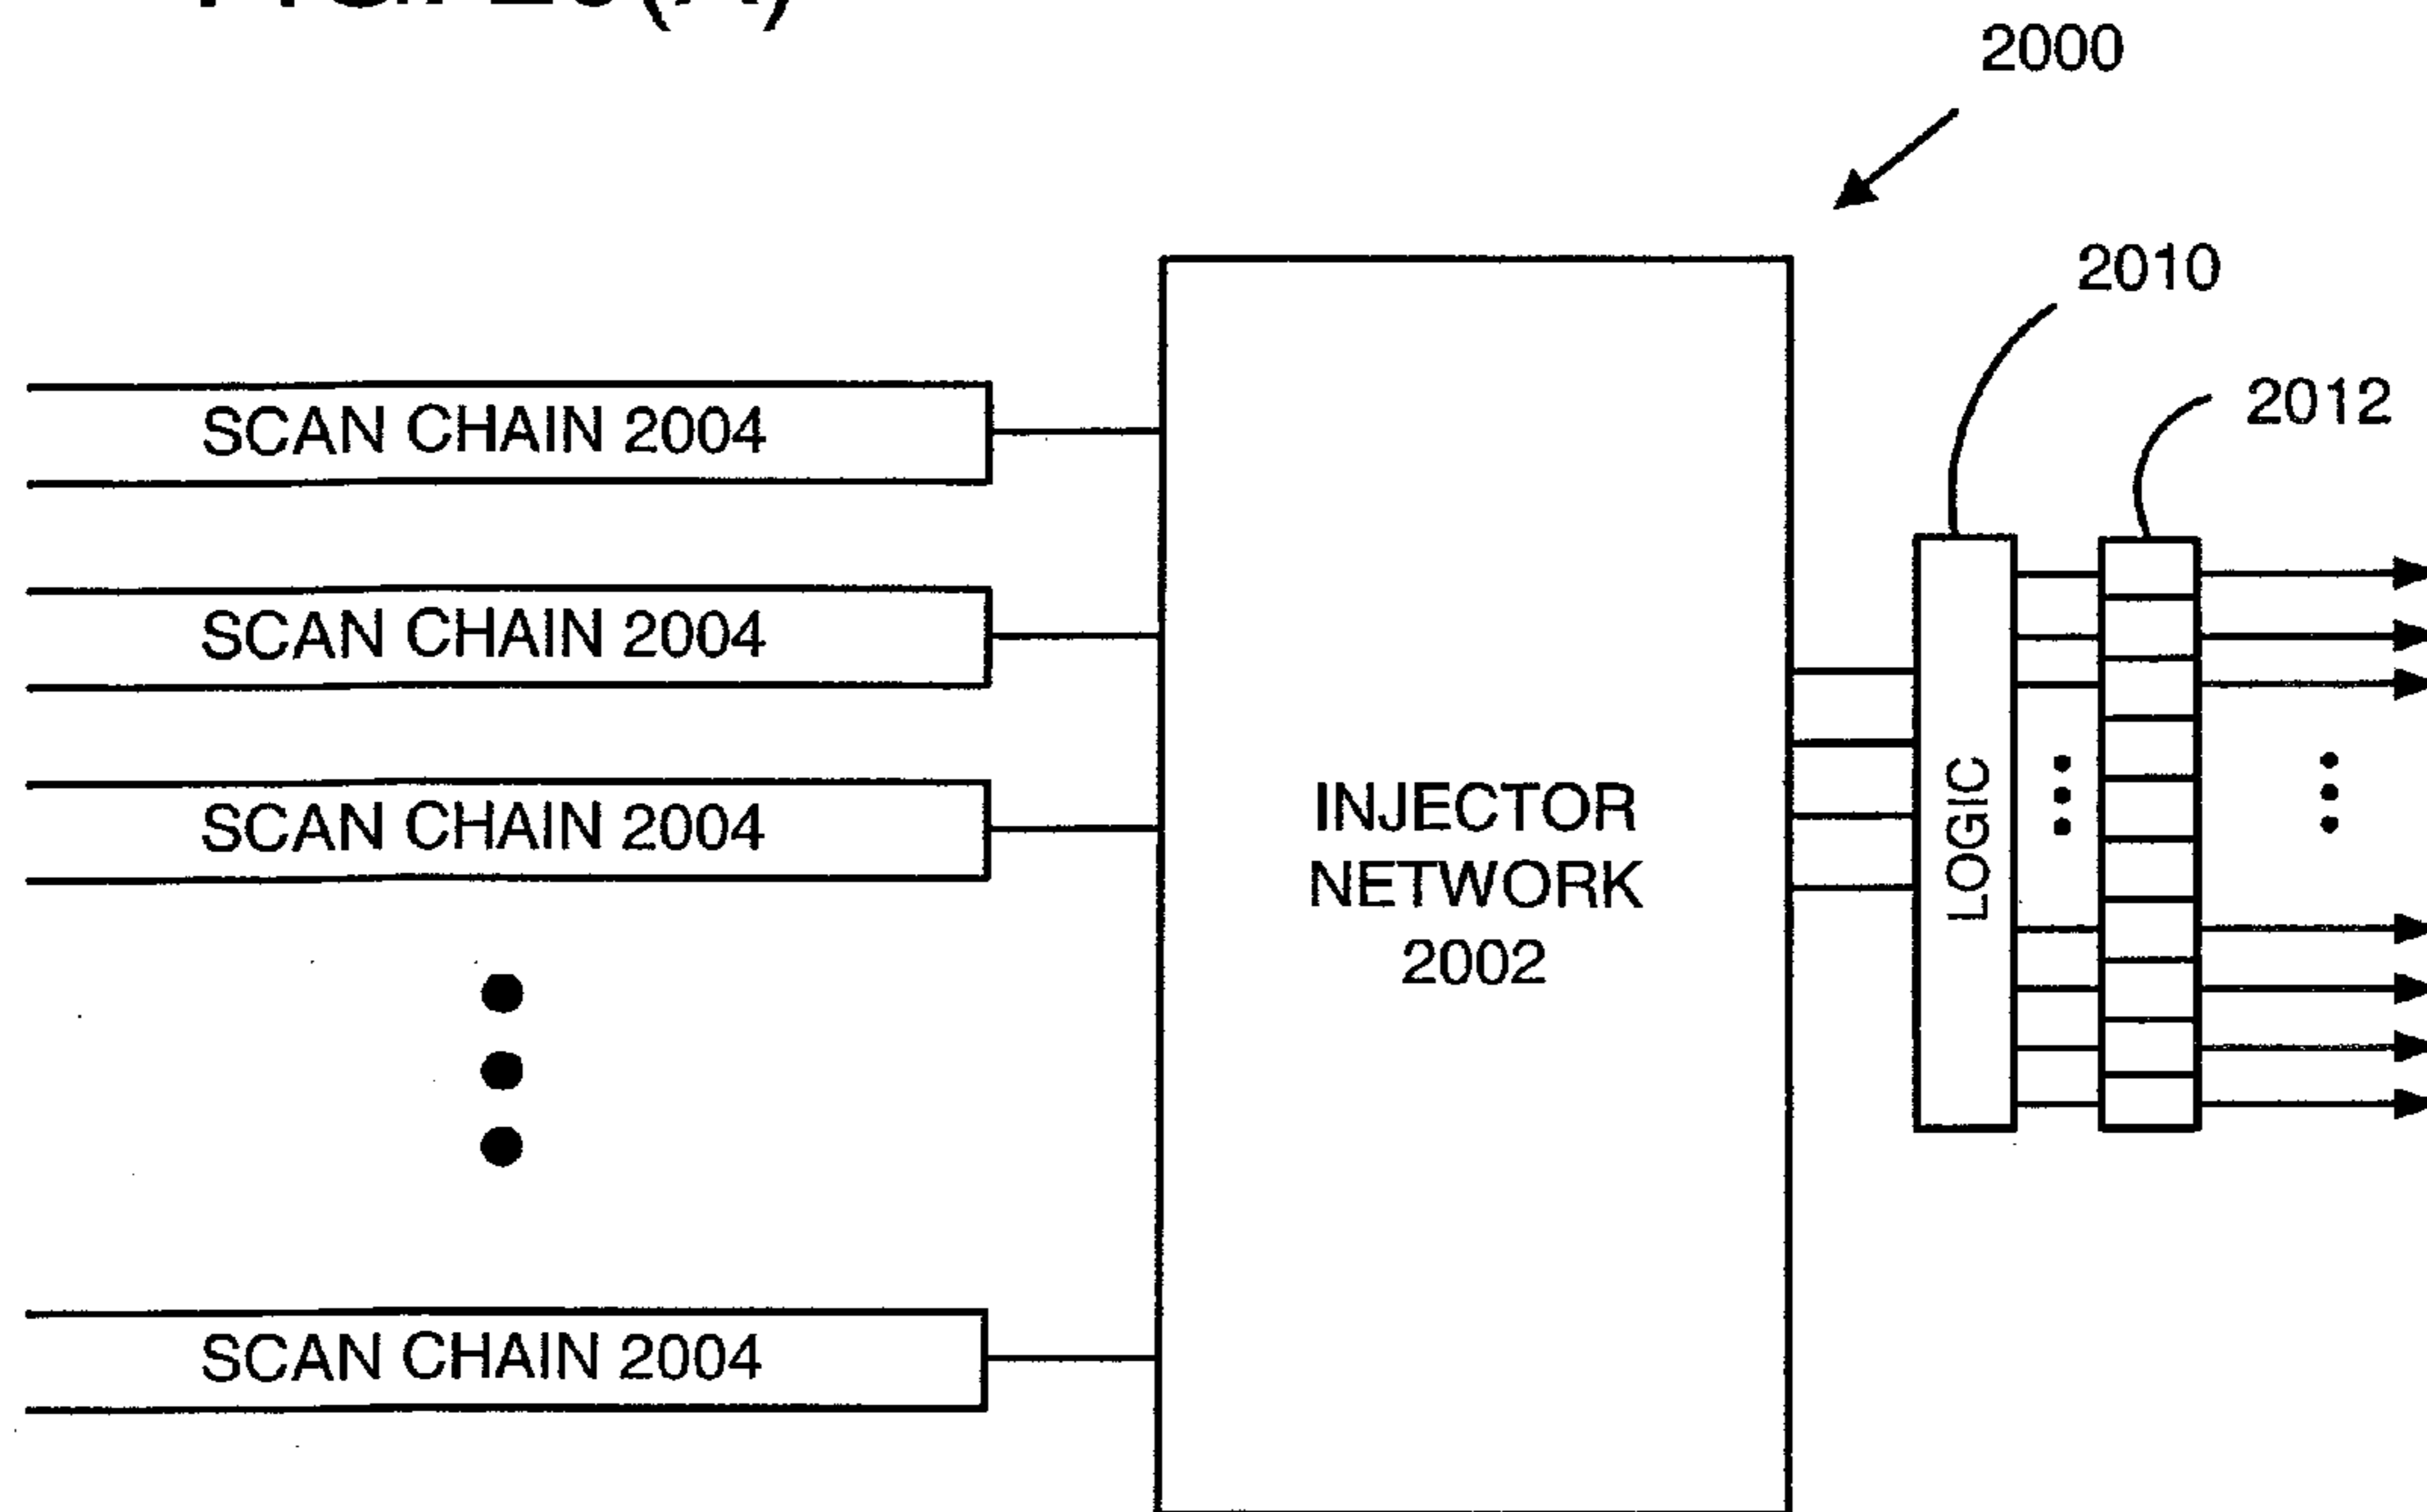 2000
2010
2012
SCAN CHAIN 2004
SCAN CHAIN 2004
SCAN CHAIN 2004
INJECTOR
NETWORK
2002
LOGIC
SCAN CHAIN 2004